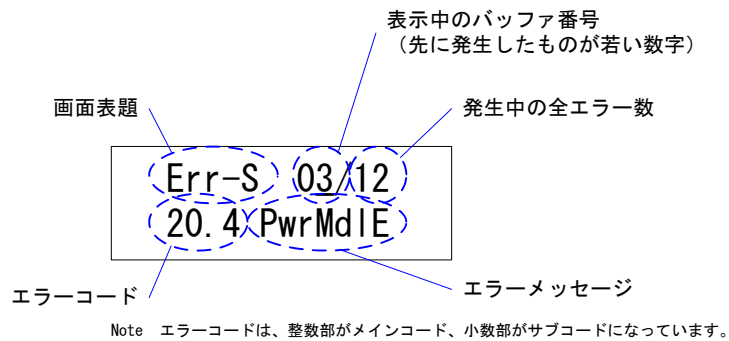 表示中のバッファ番号
（先に発生したものが若い数字）
画面表題
発生中の全エラー数
Err-S 03/12
20.4 PwrMdlE
エラーコード
エラーメッセージ
Note エラーコードは、整数部がメインコード、小数部がサブコードになっています。